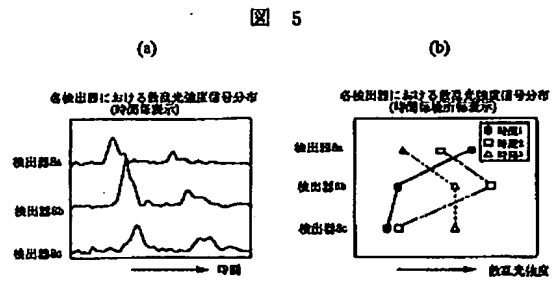 図 5
(a)
(b)
各検出器における散乱光強度信号分布
(時間毎表示)
検出器8a
検出器8b
検出器8c
時間
各検出器における散乱光強度信号分布
(時間毎場所毎表示)
検出器8a
検出器8b
検出器8c
時間1
時間2
時間3
散乱光強度